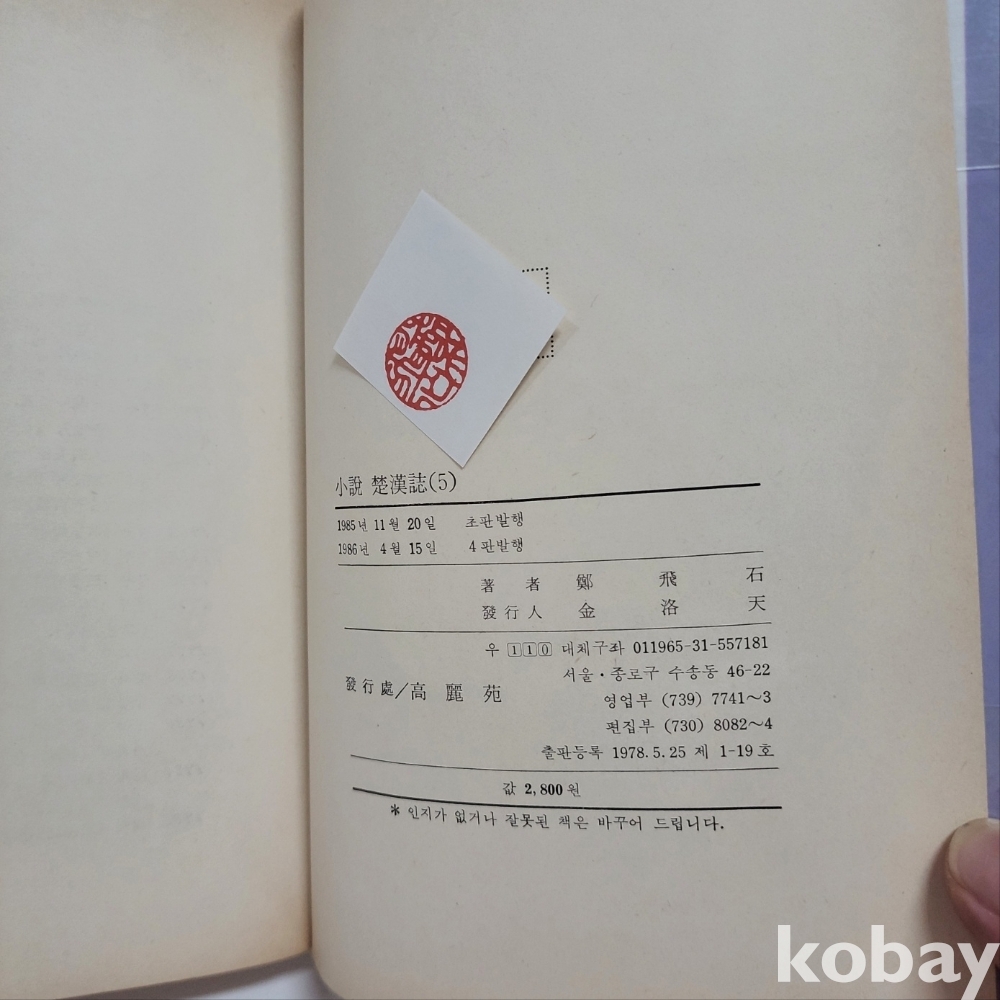 小說 楚漢誌(5)
1985년 11월 20일 초판발행
1986년 4월 15일 4판발행
著者 鄭飛石
發行人 金洛天
우 110 대체구좌 011965-31-557181
서울·종로구 수송동 46-22
發行處/高麗苑
영업부 (739) 7741~3
편집부 (730) 8082~4
출판등록 1978.5.25 제 1-19호
값 2,800원
* 인지가 없거나 잘못된 책은 바꾸어 드립니다.
kobay